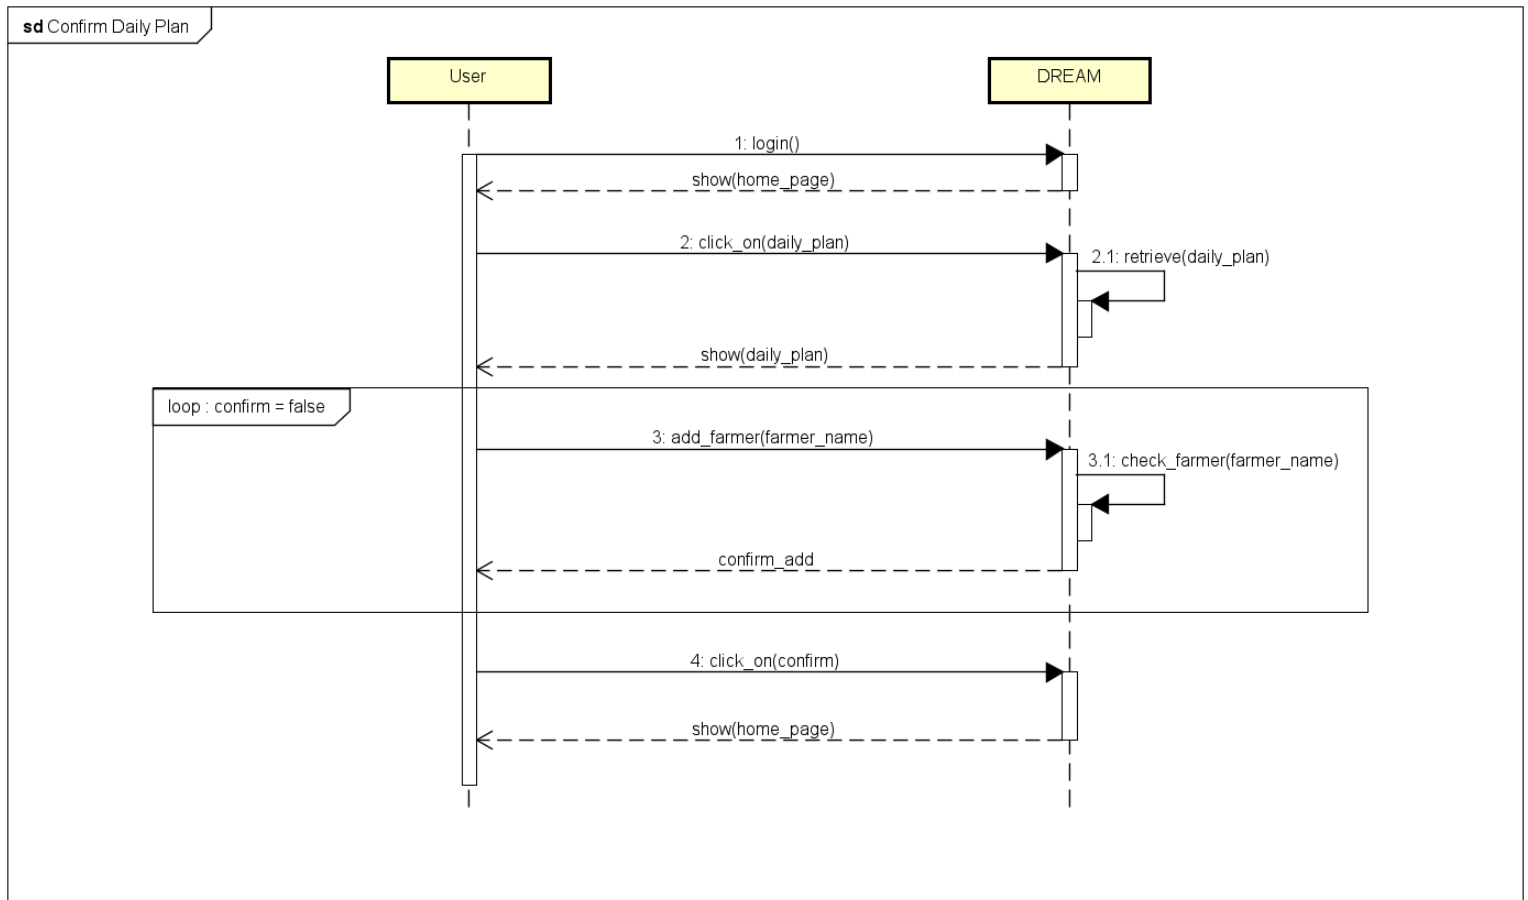 sd Confirm Daily Plan
User
DREAM
1: login()
show(home_page)
2: click_on(daily_plan)
2.1: retrieve(daily_plan)
show(daily_plan)
loop : confirm = false
3: add_farmer(farmer_name)
3.1: check_farmer(farmer_name)
confirm_add
4: click_on(confirm)
show(home_page)